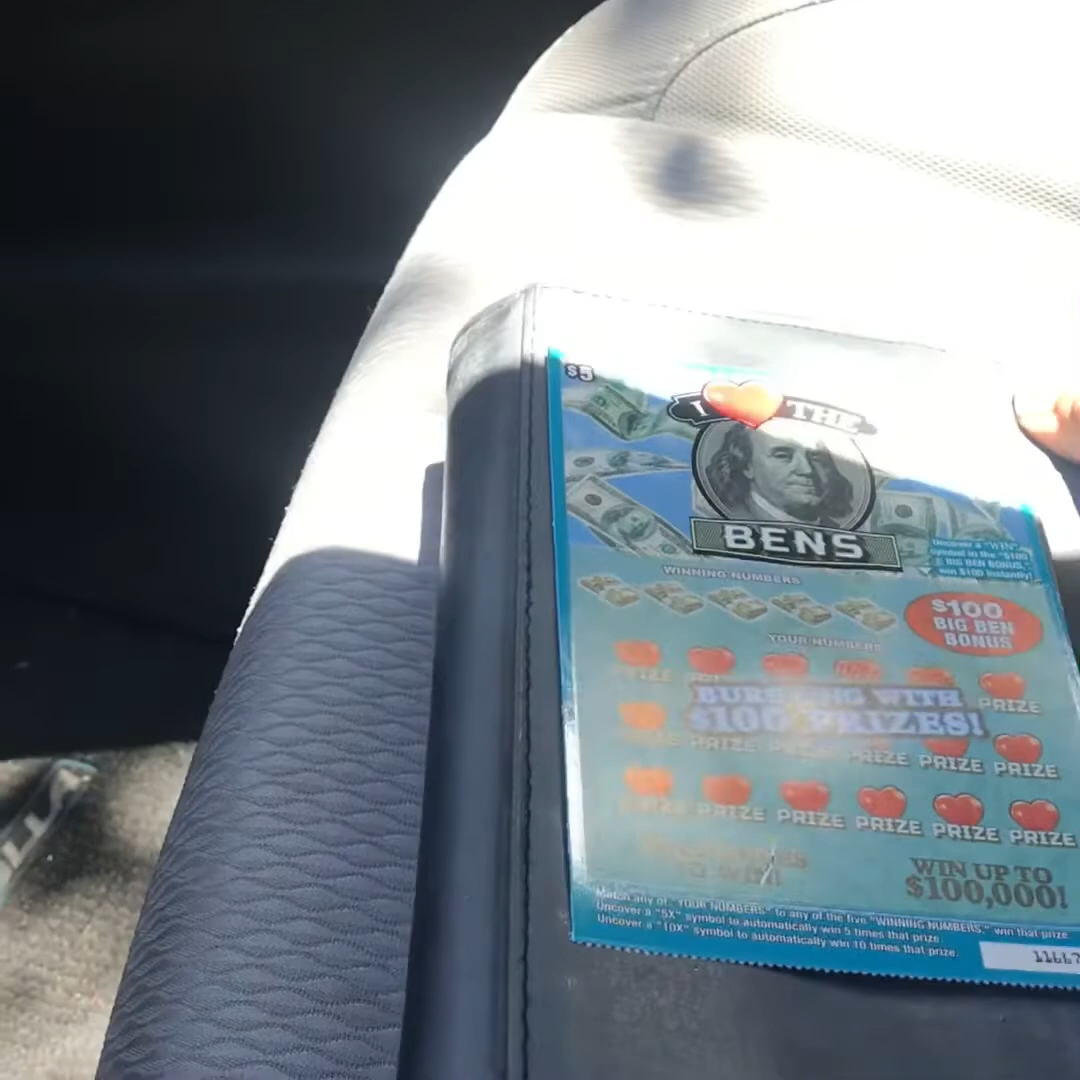 $5
I THE
BENS
Uncover a "WIN"
symbol in the "$100
BIG BEN BONUS,"
win $100 instantly!
WINNING NUMBERS
$100
BIG BEN
BONUS
YOUR NUMBERS
PRIZE PRIZE
WITH
$100 PRIZES!
PRIZE PRIZE PRIZE PRIZE PRIZE
PRIZE PRIZE PRIZE PRIZE PRIZE
WIN UP TO
$100,000!
Match any of "YOUR NUMBERS" to any of the five "WINNING NUMBERS," win that prize.
Uncover a "5X" symbol to automatically win 5 times that prize.
Uncover a "10X" symbol to automatically win 10 times that prize.